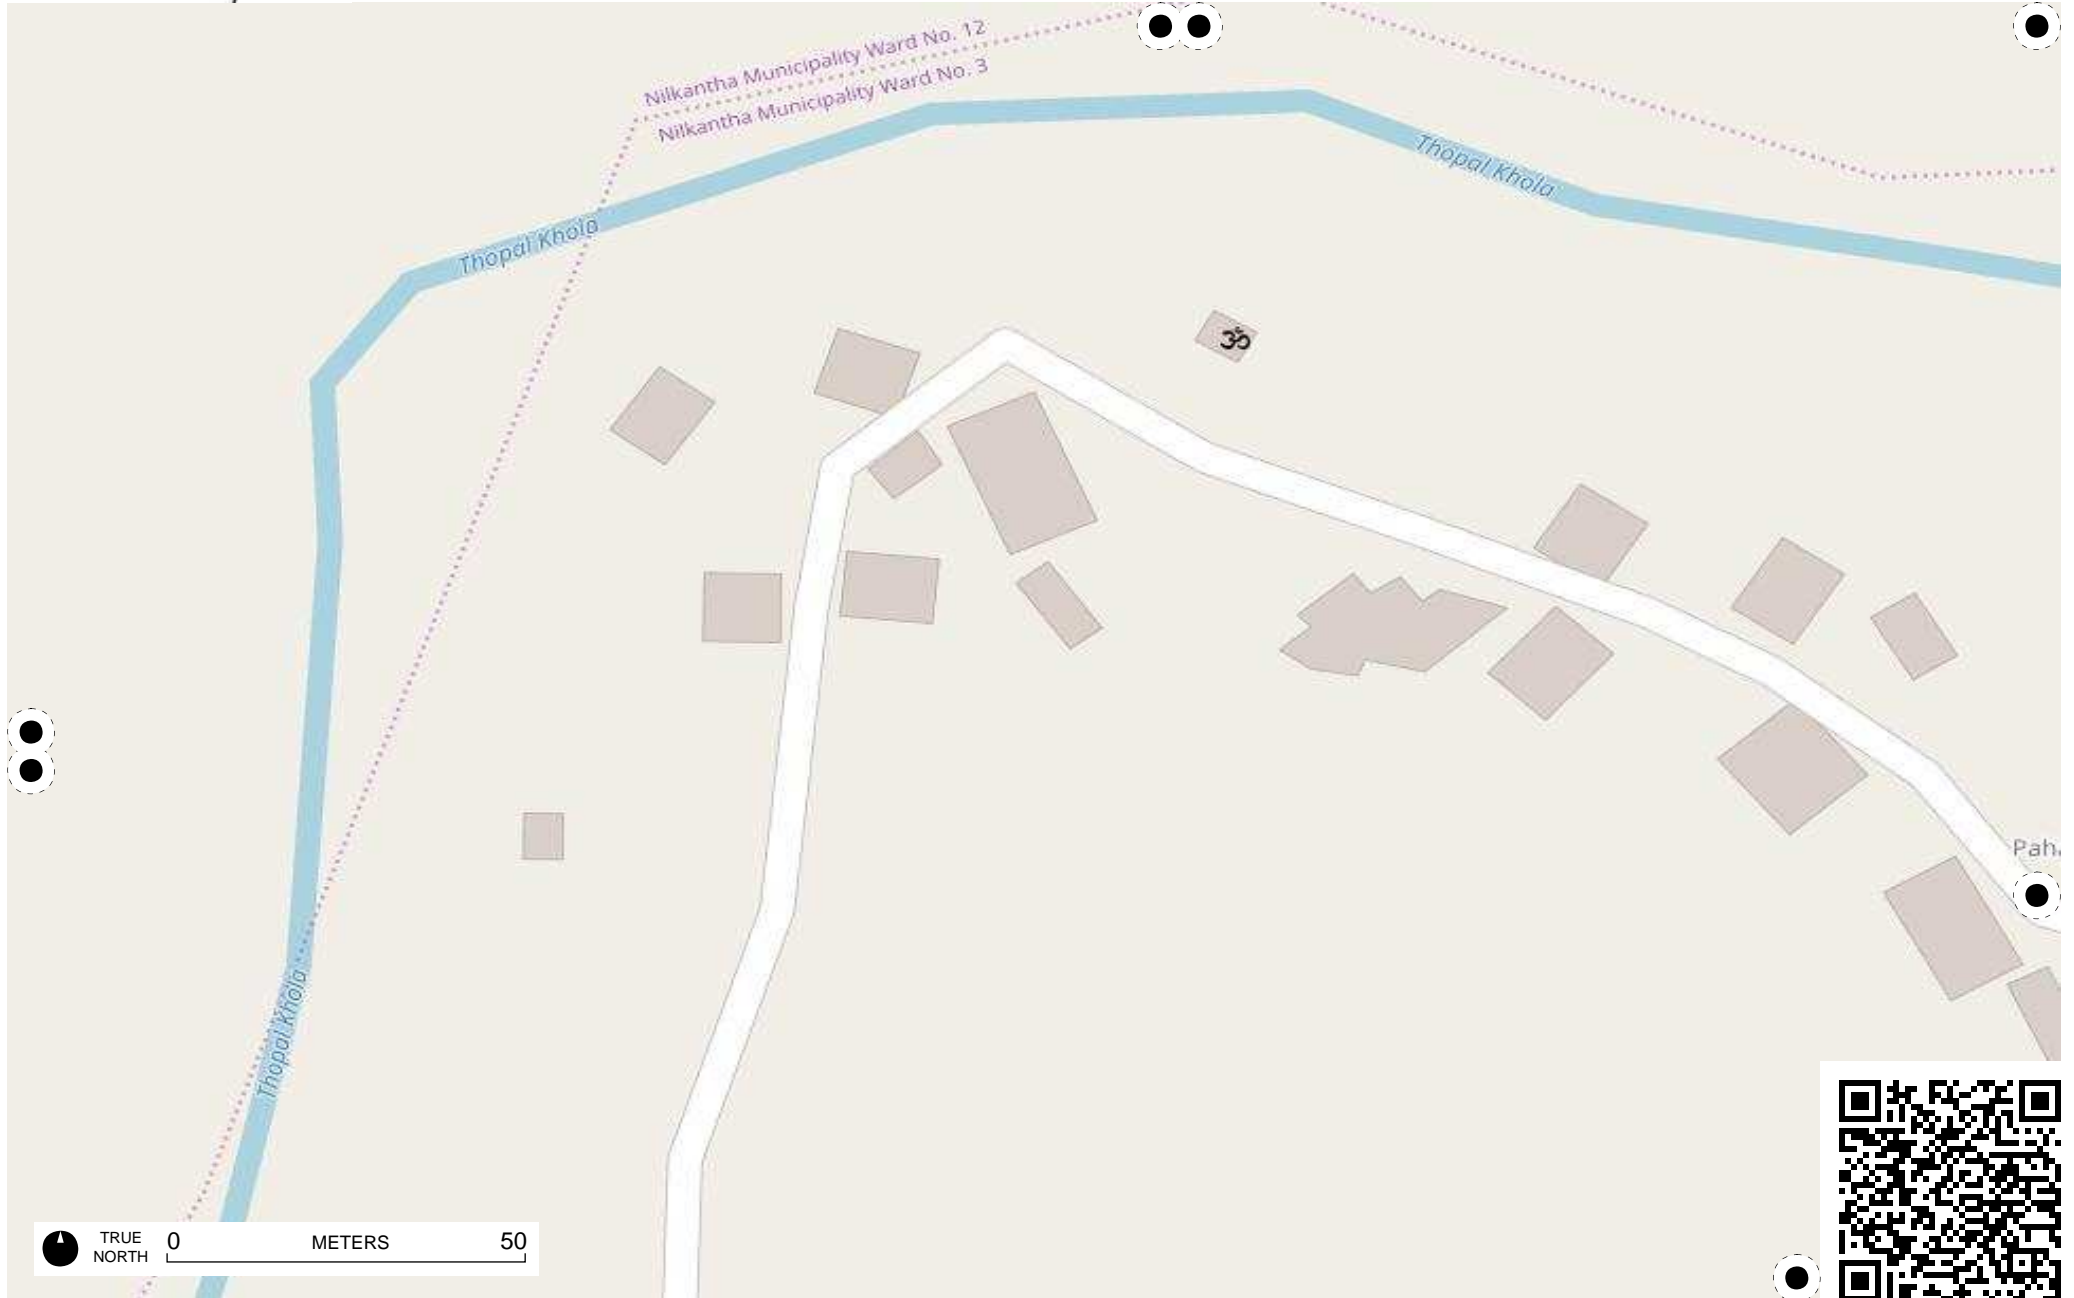 Nilkantha Municipality Ward No. 12
Nilkantha Municipality Ward No. 3
Thopal Khola
Thopal Khola
ॐ
Thopal Khola
TRUE NORTH
0 METERS 50